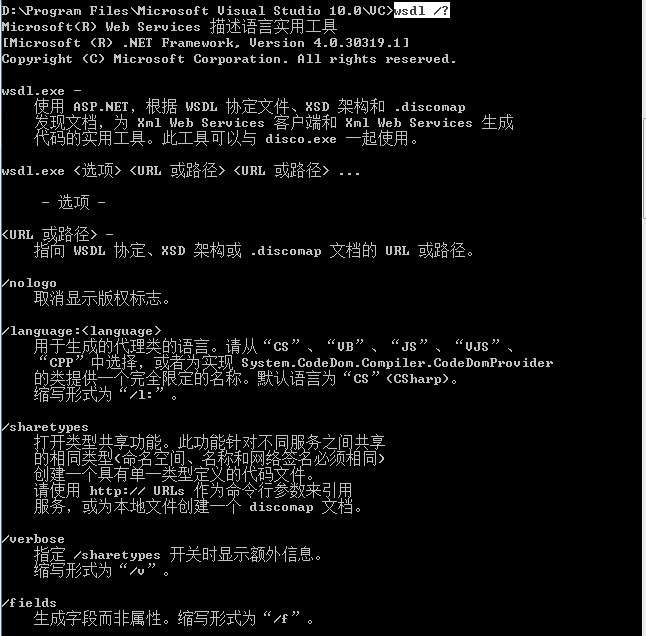 D:\Program Files\Microsoft Visual Studio 10.0\VC>wsdl /?
Microsoft(R) Web Services 描述语言实用工具
[Microsoft (R) .NET Framework, Version 4.0.30319.1]
Copyright (C) Microsoft Corporation. All rights reserved.
wsdl.exe -
使用 ASP.NET，根据 WSDL 协定文件、XSD 架构和 .discomap
发现文档，为 Xml Web Services 客户端和 Xml Web Services 生成
代码的实用工具。此工具可以与 disco.exe 一起使用。
wsdl.exe <选项> <URL 或路径> <URL 或路径> ...
- 选项 -
<URL 或路径> -
指向 WSDL 协定、XSD 架构或 .discomap 文档的 URL 或路径。
/nologo
取消显示版权标志。
/language:<language>
用于生成的代理类的语言。请从“CS”、“VB”、“JS”、“VJS”、
“CPP”中选择，或者为实现 System.CodeDom.Compiler.CodeDomProvider
的类提供一个完全限定的名称。默认语言为“CS”(CSharp)。
缩写形式为“/l:”。
/sharetypes
打开类型共享功能。此功能针对不同服务之间共享
的相同类型(命名空间、名称和网络签名必须相同)
创建一个具有单一类型定义的代码文件。
请使用 http:// URLs 作为命令行参数来引用
服务，或为本地文件创建一个 discomap 文档。
/verbose
指定 /sharetypes 开关时显示额外信息。
缩写形式为“/v”。
/fields
生成字段而非属性。缩写形式为“/f”。